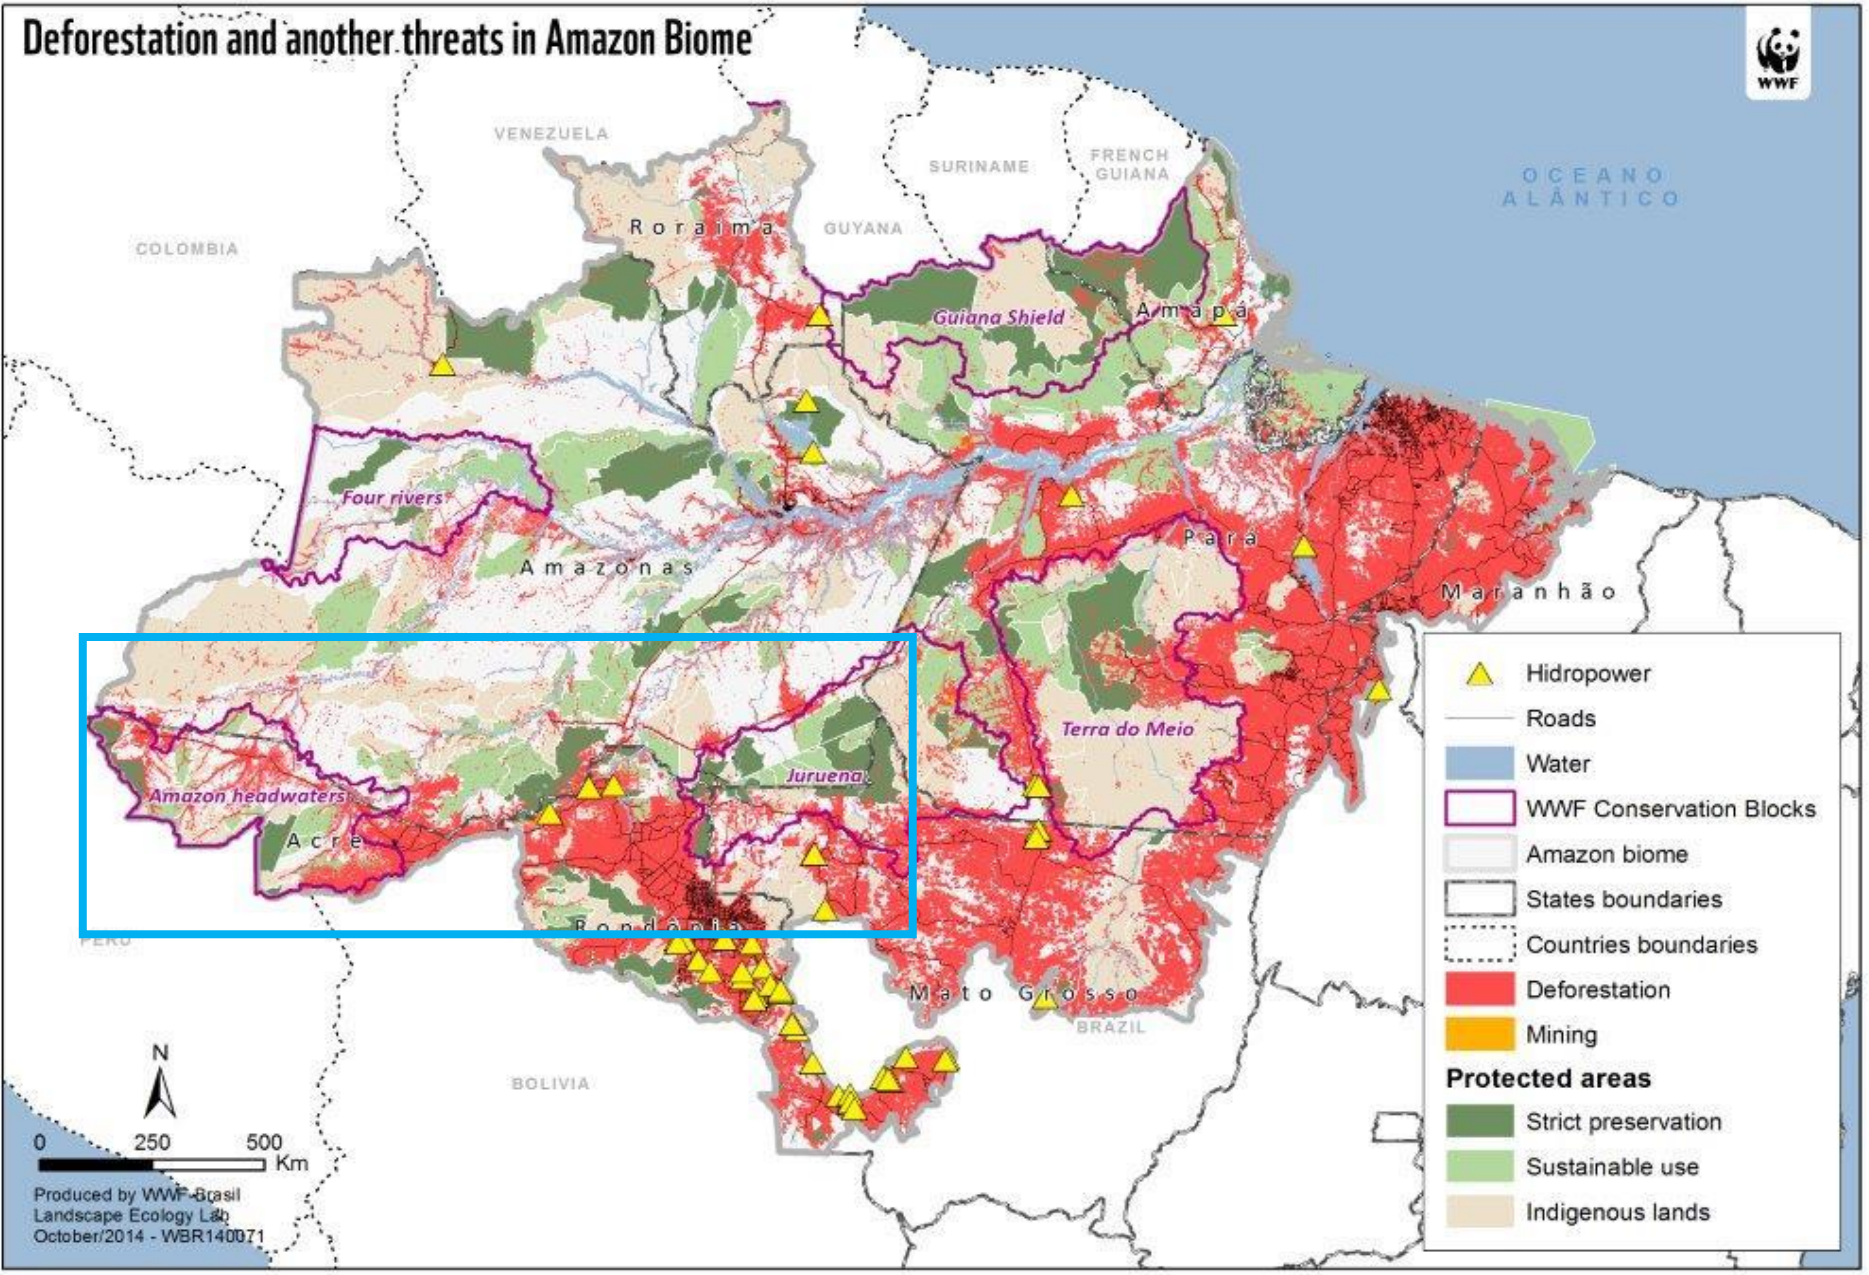 Deforestation and another threats in Amazon Biome
WWF
VENEZUELA
SURINAME
FRENCH
GUIANA
OCEANO
ALÂNTICO
COLOMBIA
Roraima
GUYANA
Guiana Shield
Amapá
Four rivers
Amazonas
Pará
Maranhão
Terra do Meio
Juruena
Amazon headwaters
Acre
PERU
Rondônia
Mato Grosso
BRAZIL
BOLIVIA
N
0 250 500
Km
Produced by WWF-Brasil
Landscape Ecology Lab
October/2014 - WBR140071
Hidropower
Roads
Water
WWF Conservation Blocks
Amazon biome
States boundaries
Countries boundaries
Deforestation
Mining
Protected areas
Strict preservation
Sustainable use
Indigenous lands